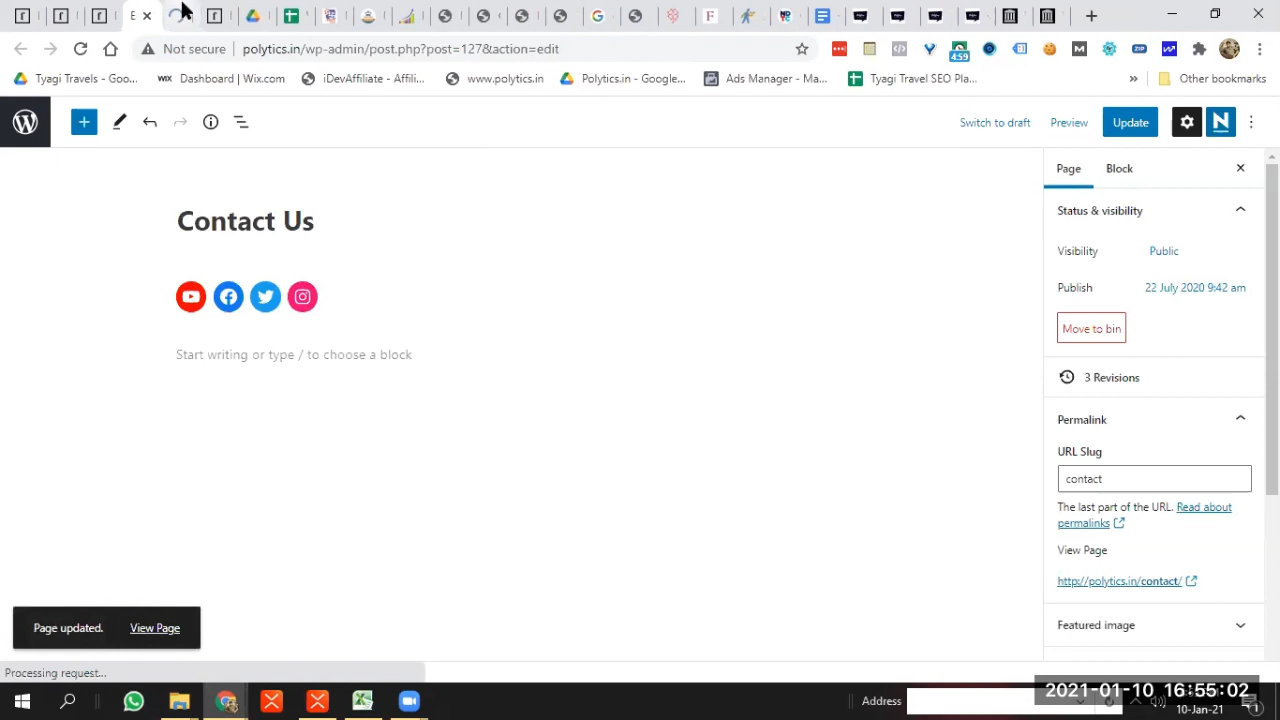 E
Not secure
polytics.in/wp-admin/post.php?post=127&action=edit
4:59
M
ZIP
Tyagi Travels - Goo...
WIX Dashboard | Wix.com
iDevAffiliate - Affili...
www.polytics.in
Polytics.in - Google...
Ads Manager - Ma...
Tyagi Travel SEO Pla...
»
Other bookmarks
Switch to draft
Preview
Update
N
Page
Block
Contact Us
Status & visibility
Visibility
Public
Publish
22 July 2020 9:42 am
Move to bin
Start writing or type / to choose a block
3 Revisions
Permalink
URL Slug
contact
The last part of the URL. Read about
permalinks
View Page
http://polytics.in/contact/
Featured image
Page updated.
View Page
Processing request...
Address
2021-01-10 16:55:02
10-Jan-21